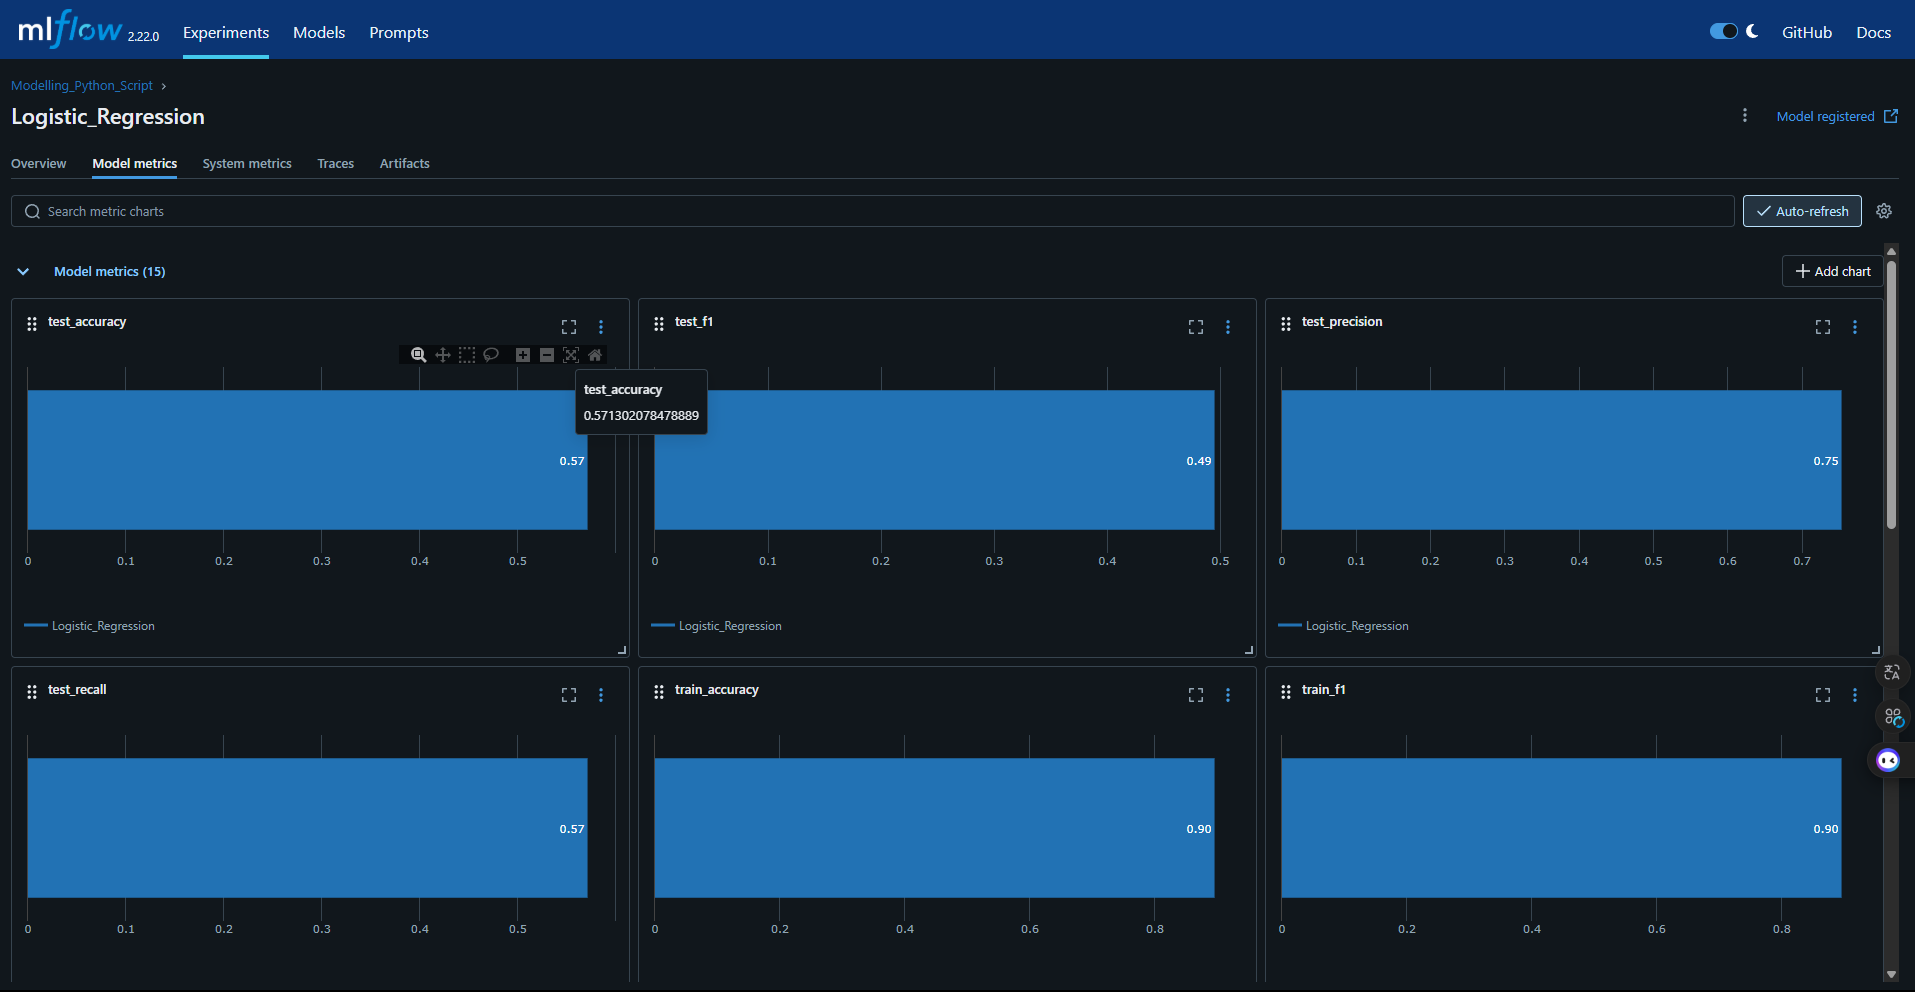 mlflow 2.22.0 Experiments Models Prompts GitHub Docs
Modelling_Python_Script ›
Logistic_Regression
Model registered
Overview Model metrics System metrics Traces Artifacts
Search metric charts
Auto-refresh
Model metrics (15)
Add chart
test_accuracy
test_accuracy
0.571302078478889
0.57
0 0.1 0.2 0.3 0.4 0.5
Logistic_Regression
test_f1
0.49
0 0.1 0.2 0.3 0.4 0.5
Logistic_Regression
test_precision
0.75
0 0.1 0.2 0.3 0.4 0.5 0.6 0.7
Logistic_Regression
test_recall
0.57
0 0.1 0.2 0.3 0.4 0.5
train_accuracy
0.90
0 0.2 0.4 0.6 0.8
train_f1
0.90
0 0.2 0.4 0.6 0.8